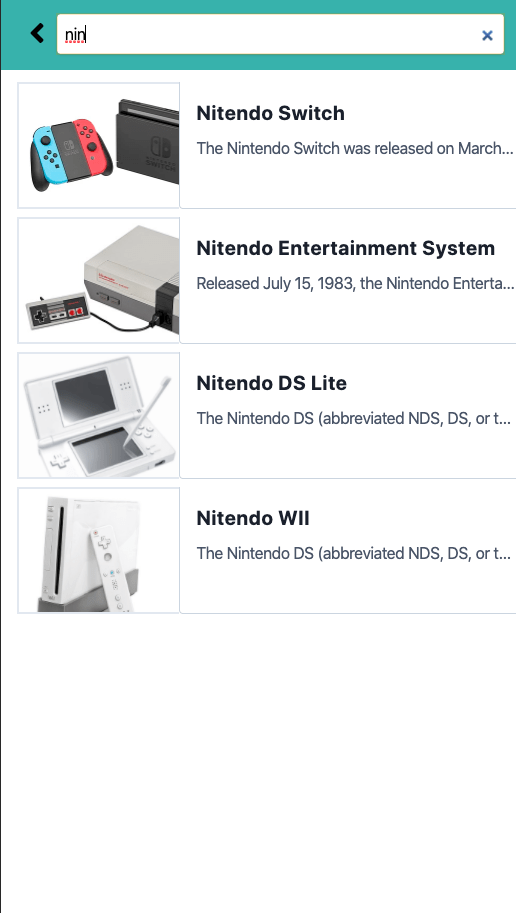 nin
Nitendo Switch
The Nintendo Switch was released on March...
Nitendo Entertainment System
Released July 15, 1983, the Nintendo Enterta...
Nitendo DS Lite
The Nintendo DS (abbreviated NDS, DS, or t...
Nitendo WII
The Nintendo DS (abbreviated NDS, DS, or t...